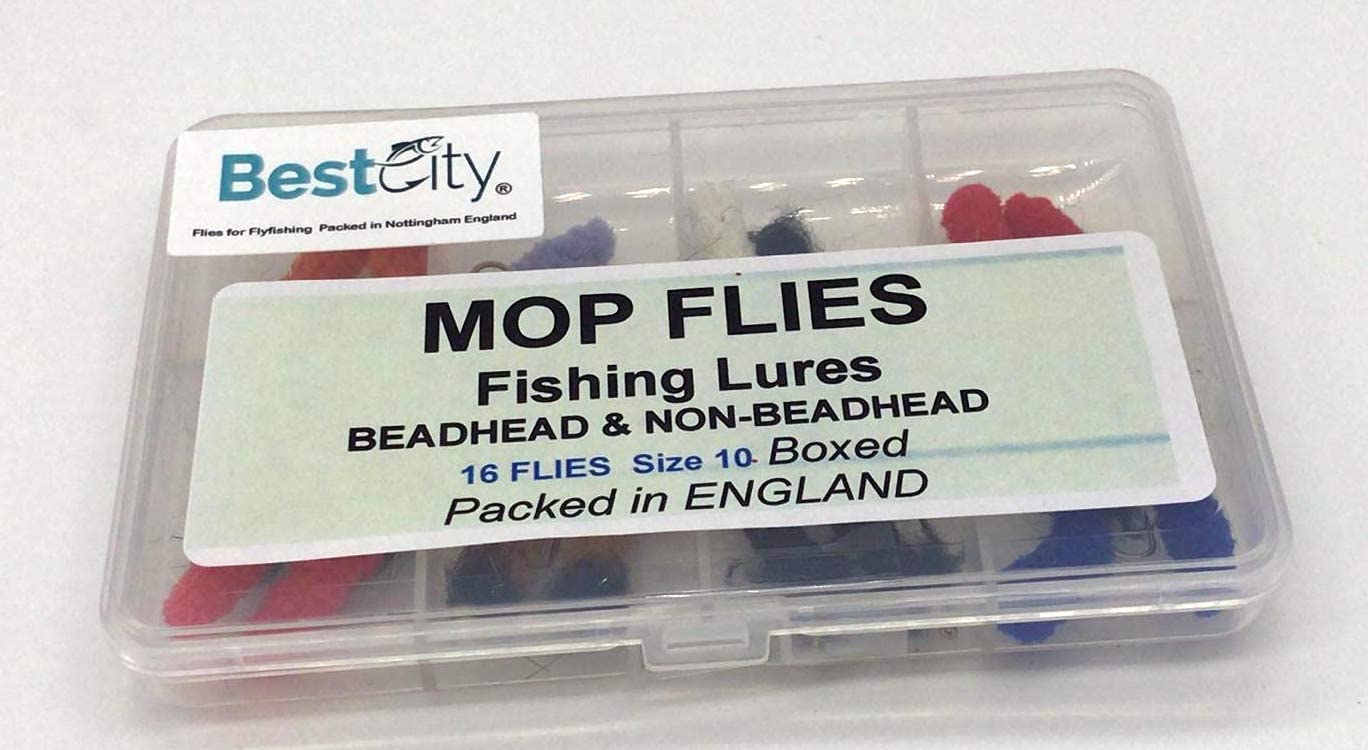 BestCity®
Flies for Flyfishing Packed in Nottingham England
MOP FLIES
Fishing Lures
BEADHEAD & NON-BEADHEAD
16 FLIES Size 10- Boxed
Packed in ENGLAND